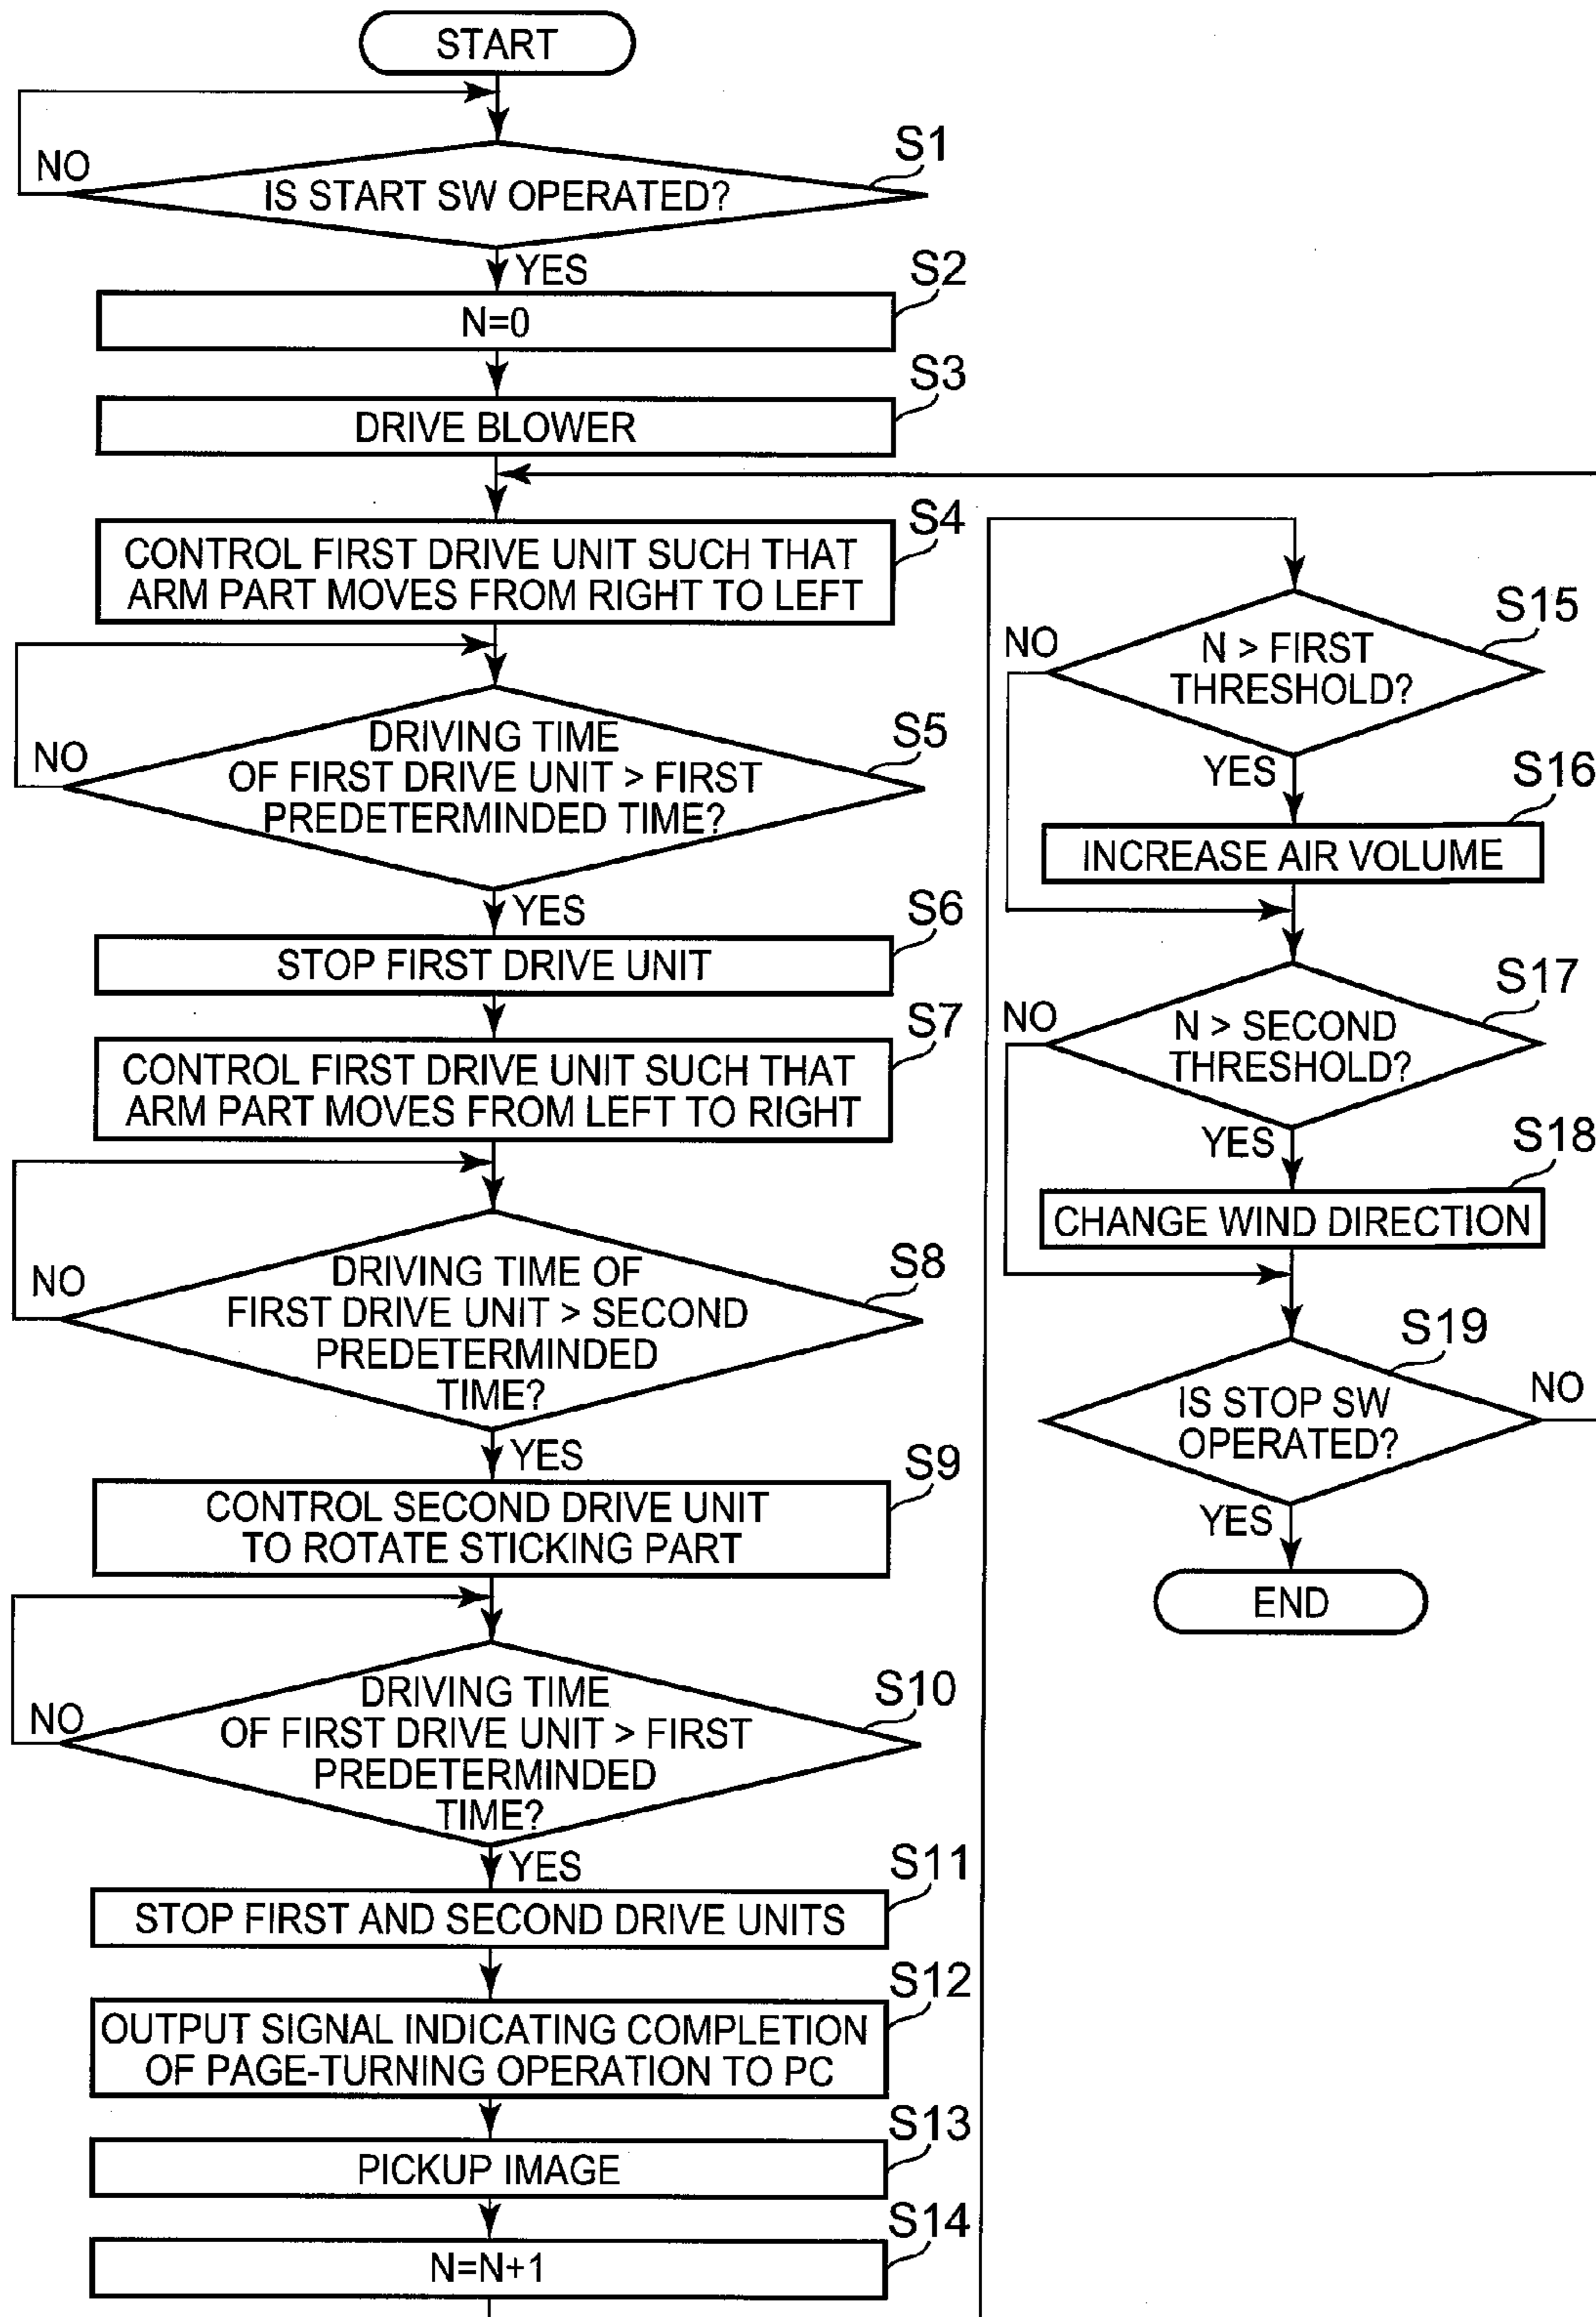 START
S1
NO
IS START SW OPERATED?
YES
S2
N=0
S3
DRIVE BLOWER
S4
CONTROL FIRST DRIVE UNIT SUCH THAT
ARM PART MOVES FROM RIGHT TO LEFT
S5
NO
DRIVING TIME
OF FIRST DRIVE UNIT > FIRST
PREDETERMINDED TIME?
YES
S6
STOP FIRST DRIVE UNIT
S7
CONTROL FIRST DRIVE UNIT SUCH THAT
ARM PART MOVES FROM LEFT TO RIGHT
S8
NO
DRIVING TIME OF
FIRST DRIVE UNIT > SECOND
PREDETERMINDED
TIME?
YES
S9
CONTROL SECOND DRIVE UNIT
TO ROTATE STICKING PART
S10
NO
DRIVING TIME
OF FIRST DRIVE UNIT > FIRST
PREDETERMINDED
TIME?
YES
S11
STOP FIRST AND SECOND DRIVE UNITS
S12
OUTPUT SIGNAL INDICATING COMPLETION
OF PAGE-TURNING OPERATION TO PC
S13
PICKUP IMAGE
S14
N=N+1
S15
NO
N > FIRST
THRESHOLD?
YES
S16
INCREASE AIR VOLUME
S17
NO
N > SECOND
THRESHOLD?
YES
S18
CHANGE WIND DIRECTION
S19
IS STOP SW
OPERATED?
NO
YES
END